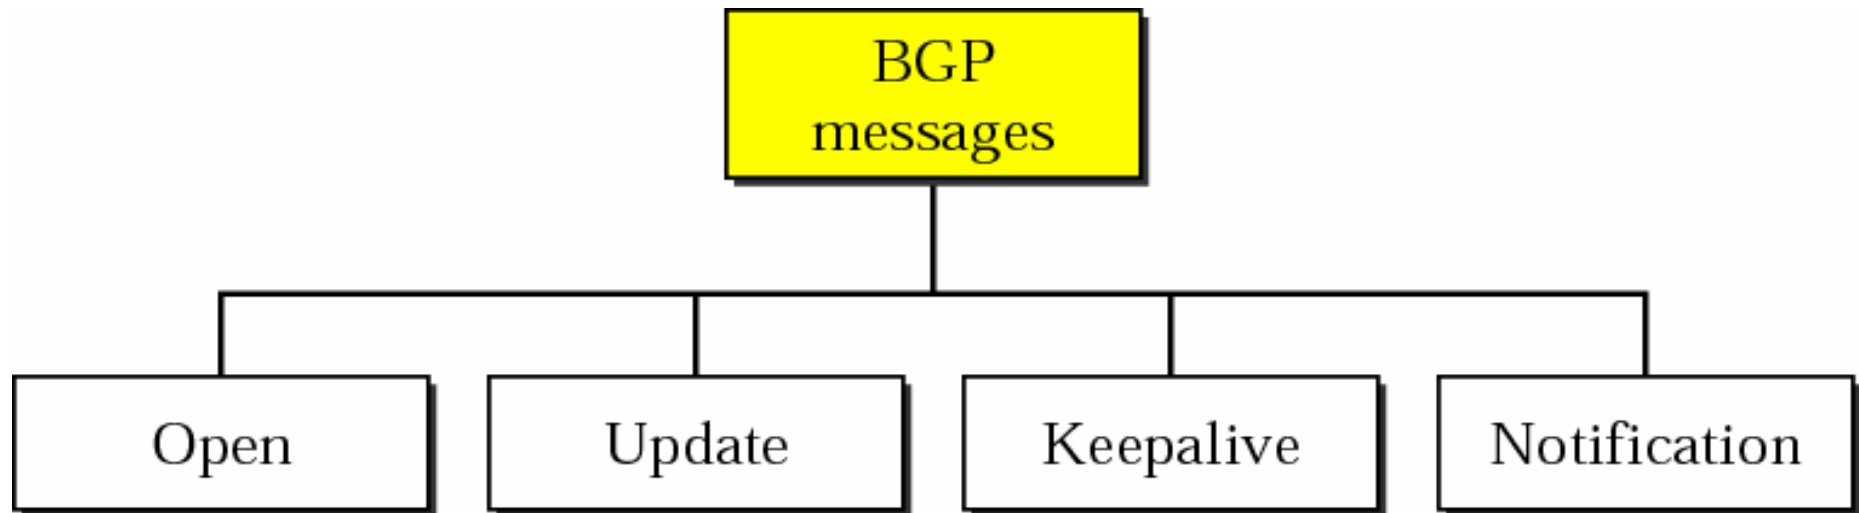 BGP
messages
Open
Update
Keepalive
Notification